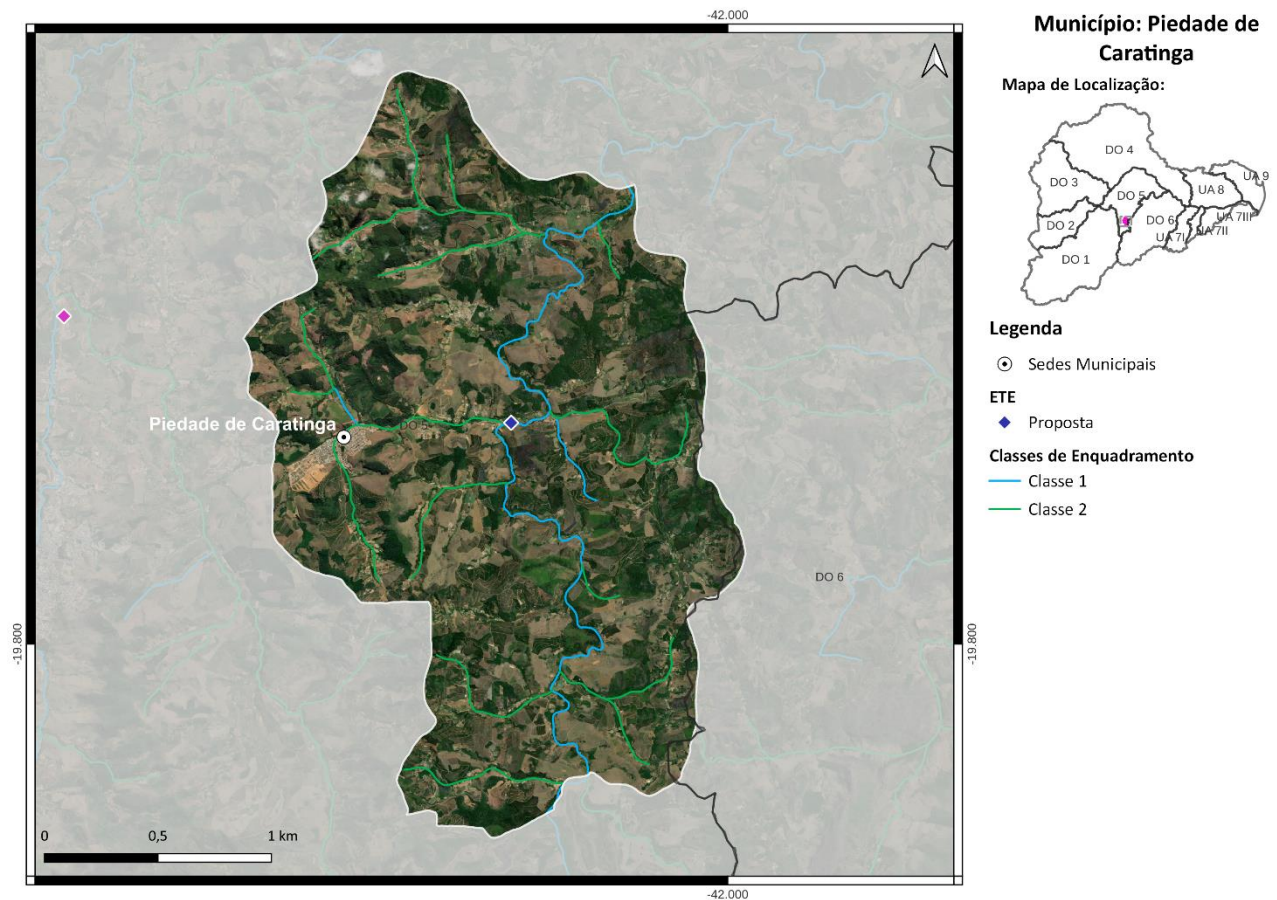 -42.000
Município: Piedade de
Caratinga
Mapa de Localização:
DO 4
DO 3
DO 5
UA 8
UA 9
DO 2
DO 6
UA 7III
UA 7II
UA 7I
DO 1
Legenda
Sedes Municipais
ETE
Proposta
Classes de Enquadramento
Classe 1
Classe 2
Piedade de Caratinga
DO 5
DO 6
-19.800
-19.800
0
0,5
1 km
-42.000